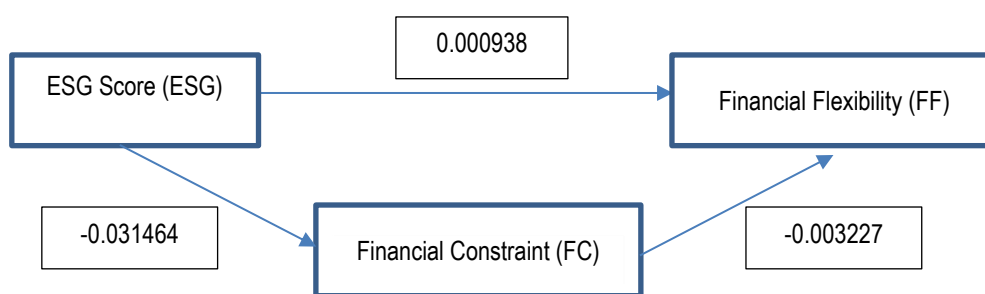 0.000938
ESG Score (ESG)
Financial Flexibility (FF)
-0.031464
Financial Constraint (FC)
-0.003227